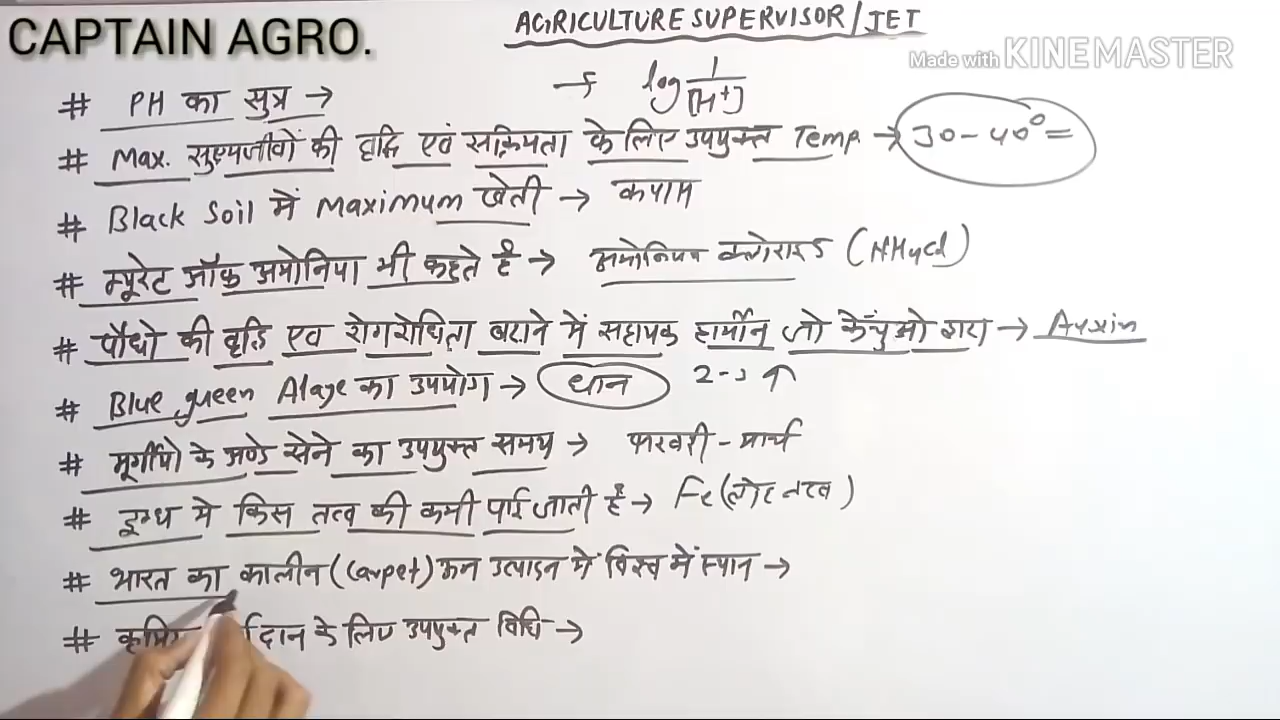 CAPTAIN AGRO.
AGRICULTURE SUPERVISOR/JET
Made with KINEMASTER
# PH का सुत्र → → log 1/[H+]
# Max. सुक्ष्मजीवों की वृद्धि एवं सक्रियता के लिए उपयुक्त Temp. → 30-40°=
# Black Soil में Maximum खेती → कपास
# म्यूरेट ऑफ अमोनिया भी कहते है → अमोनियम क्लोराइड (NH4Cl)
# पौधो की वृद्धि एवं रोगरोधिता बराने में सहायक हार्मोन जो केंचुओ द्वारा → Auxin
# Blue green Algae का उपयोग → धान 2-3 ↑
# मूर्गीयो के अण्डे सेने का उपयुक्त समय → फरवरी - मार्च
# दुग्ध मे किस तत्व की कमी पाई जाती है → Fe (लोह तत्व)
# भारत का कालीन (Carpet) ऊन उत्पादन में विश्व में स्थान →
# कृत्रिम के लिए उपयुक्त विधि →